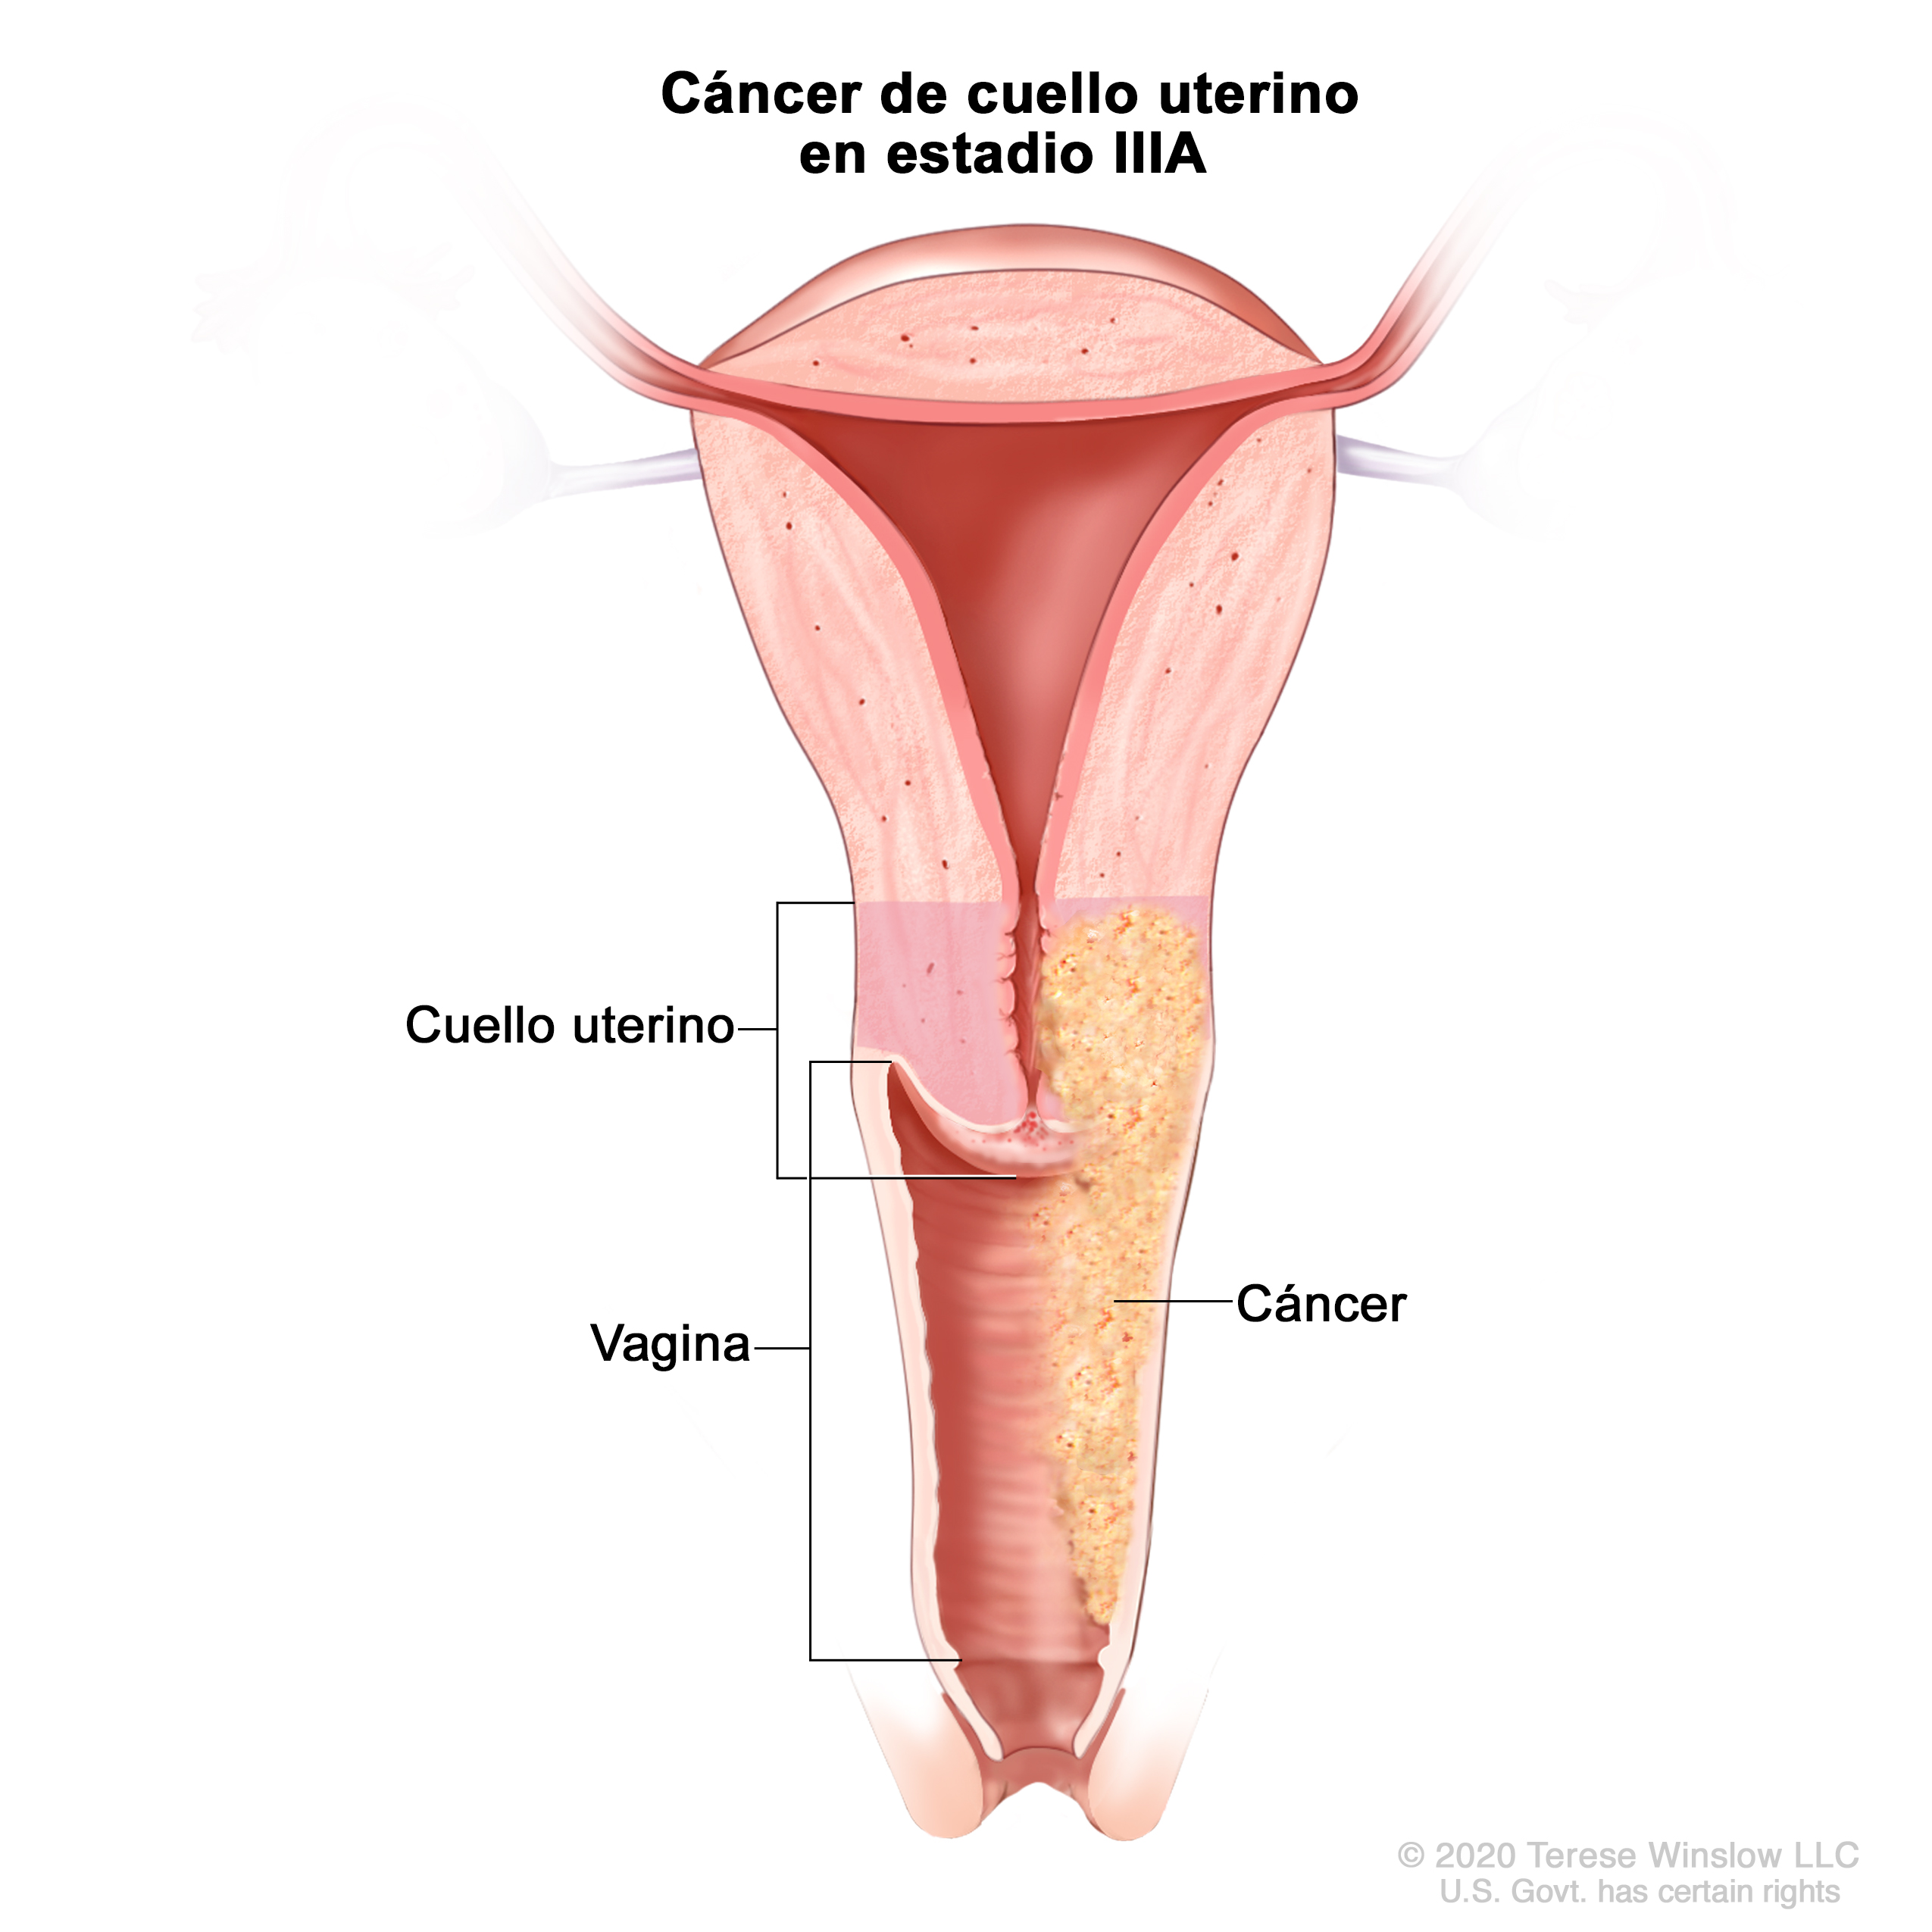 Cáncer de cuello uterino
en estadio IIIA
Cuello uterino
Cáncer
Vagina
© 2020 Terese Winslow LLC
U.S. Govt. has certain rights